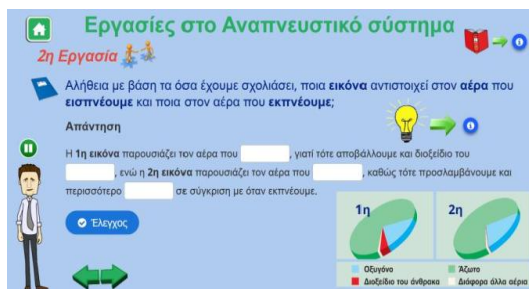 Εργασίες στο Αναπνευστικό σύστημα
2η Εργασία
Αλήθεια με βάση τα όσα έχουμε σχολιάσει, ποια εικόνα αντιστοιχεί στον αέρα που
εισπνέουμε και ποια στον αέρα που εκπνέουμε;
Απάντηση
Η 1η εικόνα παρουσιάζει τον αέρα που , γιατί τότε αποβάλλουμε και διοξείδιο του
, ενώ η 2η εικόνα παρουσιάζει τον αέρα που , καθώς τότε προσλαμβάνουμε και
περισσότερο σε σύγκριση με όταν εκπνέουμε.
Έλεγχος
1η 2η
Οξυγόνο Άζωτο
Διοξείδιο του άνθρακα Διάφορα άλλα αέρια